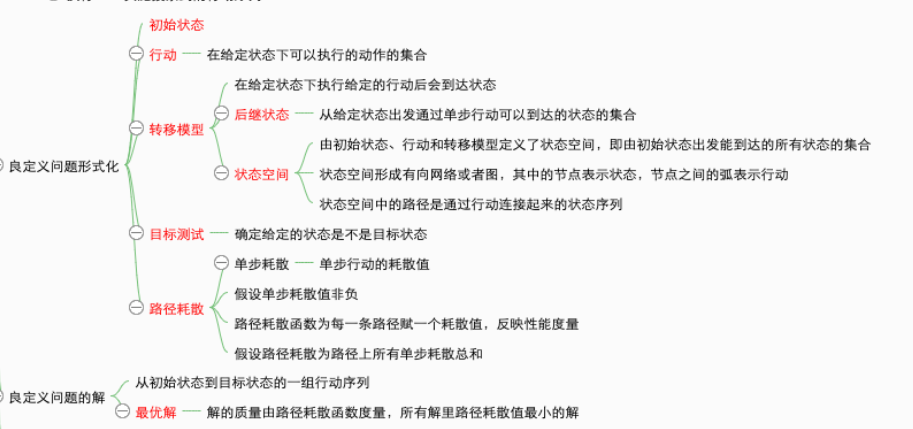 初始状态
行动
在给定状态下可以执行的动作的集合
在给定状态下执行给定的行动后会到达状态
后继状态
从给定状态出发通过单步行动可以到达的状态的集合
转移模型
由初始状态、行动和转移模型定义了状态空间，即由初始状态出发能到达的所有状态的集合
良定义问题形式化
状态空间
状态空间形成有向网络或者图，其中的节点表示状态，节点之间的弧表示行动
状态空间中的路径是通过行动连接起来的状态序列
目标测试
确定给定的状态是不是目标状态
单步耗散
单步行动的耗散值
假设单步耗散值非负
路径耗散
路径耗散函数为每一条路径赋一个耗散值，反映性能度量
假设路径耗散为路径上所有单步耗散总和
从初始状态到目标状态的一组行动序列
良定义问题的解
最优解
解的质量由路径耗散函数度量，所有解里路径耗散值最小的解